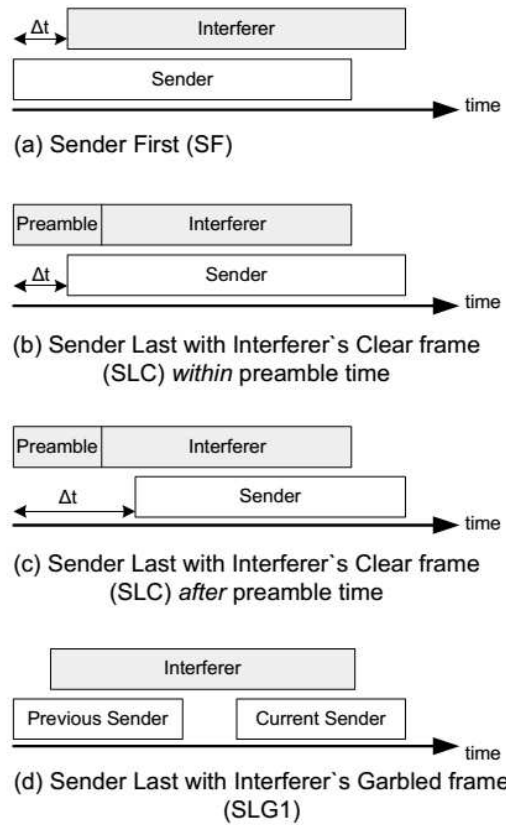 Δt
Interferer
Sender
time
(a) Sender First (SF)
Preamble Interferer
Δt
Sender
time
(b) Sender Last with Interferer`s Clear frame
(SLC) within preamble time
Preamble Interferer
Δt
Sender
time
(c) Sender Last with Interferer`s Clear frame
(SLC) after preamble time
Interferer
Previous Sender Current Sender
time
(d) Sender Last with Interferer`s Garbled frame
(SLG1)